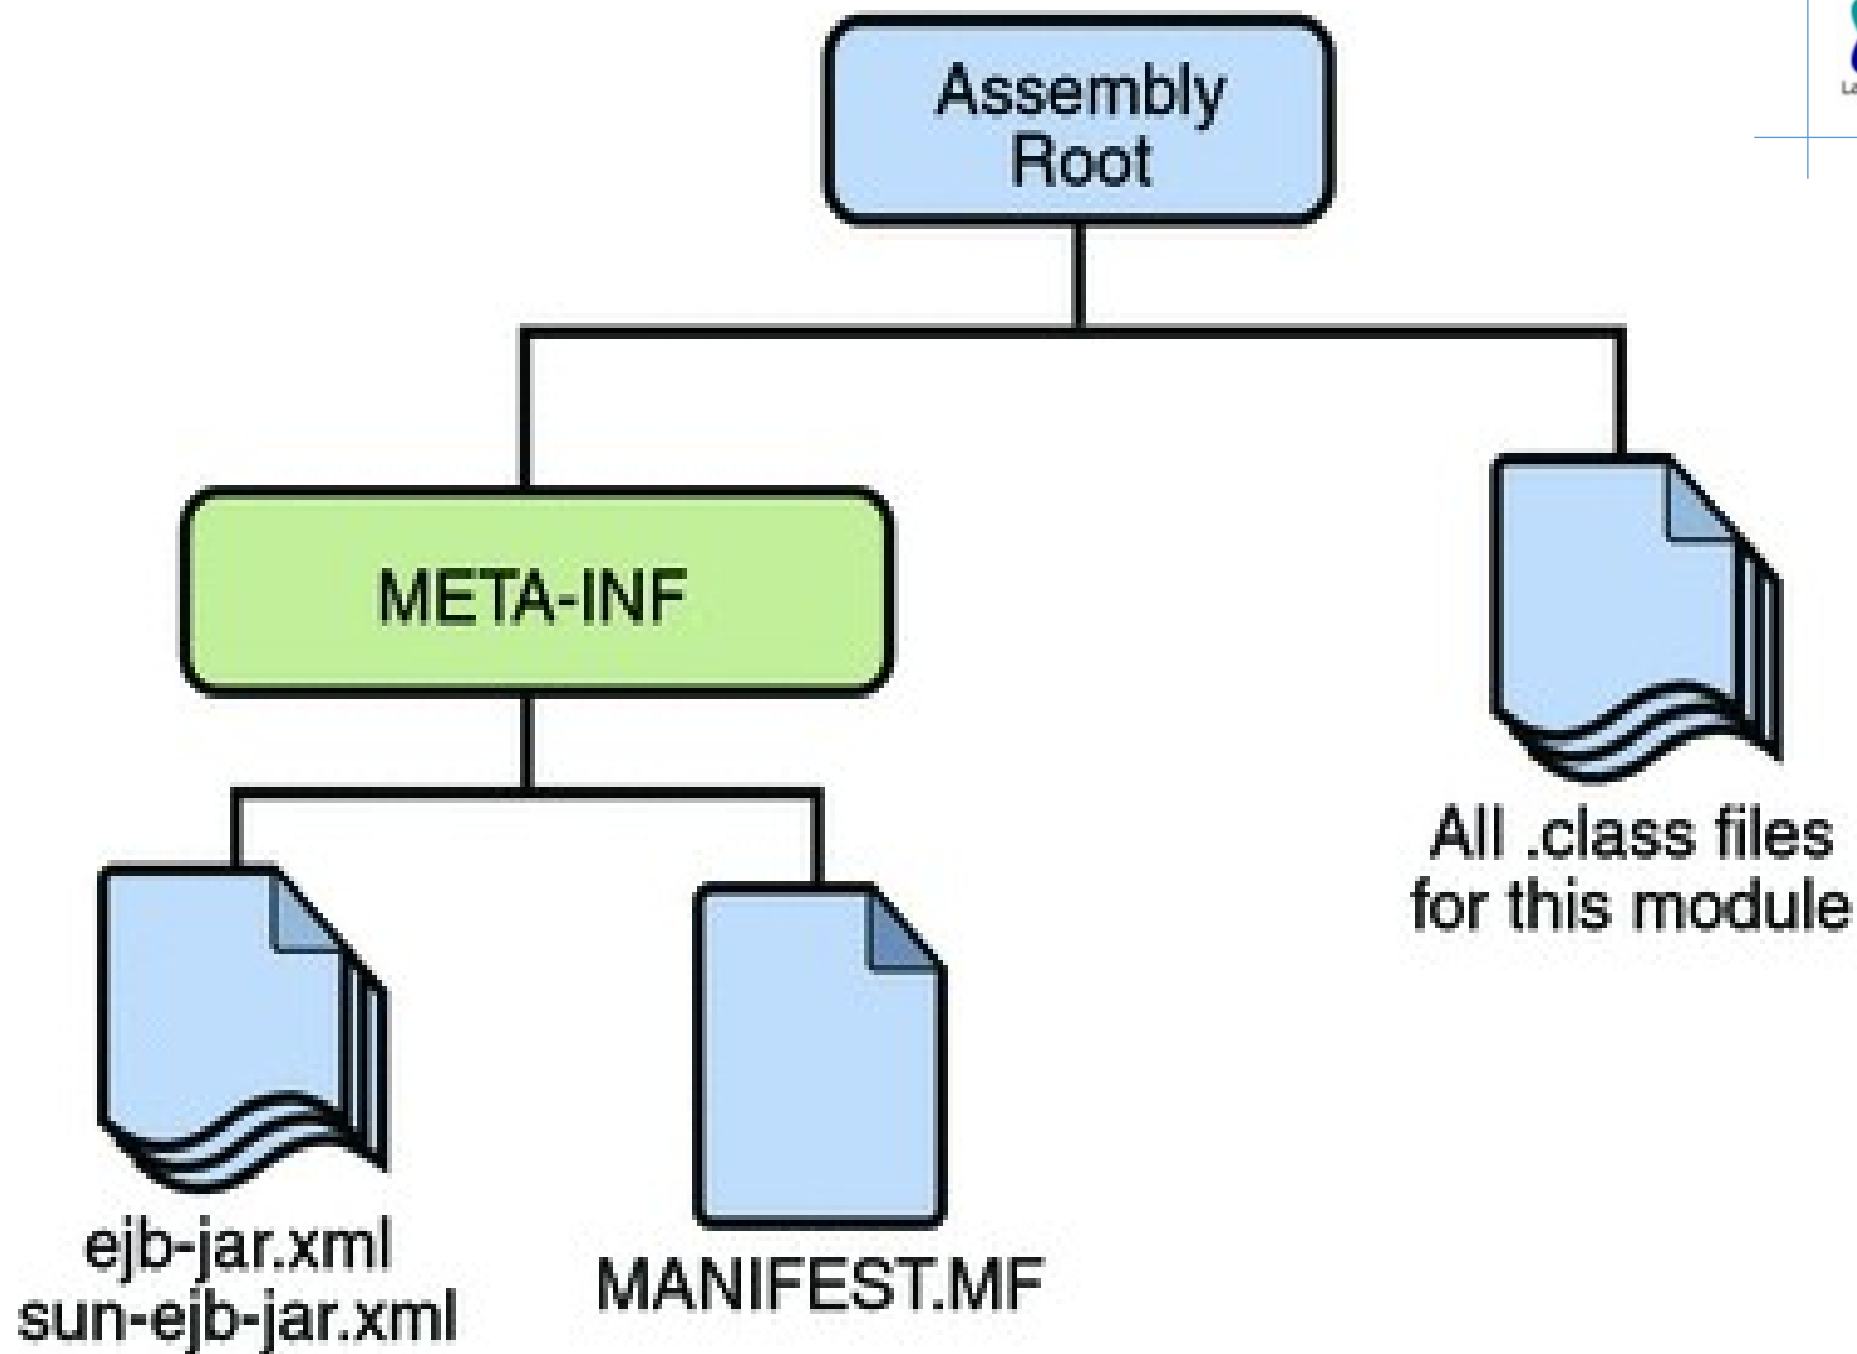 Assembly
Root
META-INF
All .class files
for this module
ejb-jar.xml
sun-ejb-jar.xml
MANIFEST.MF